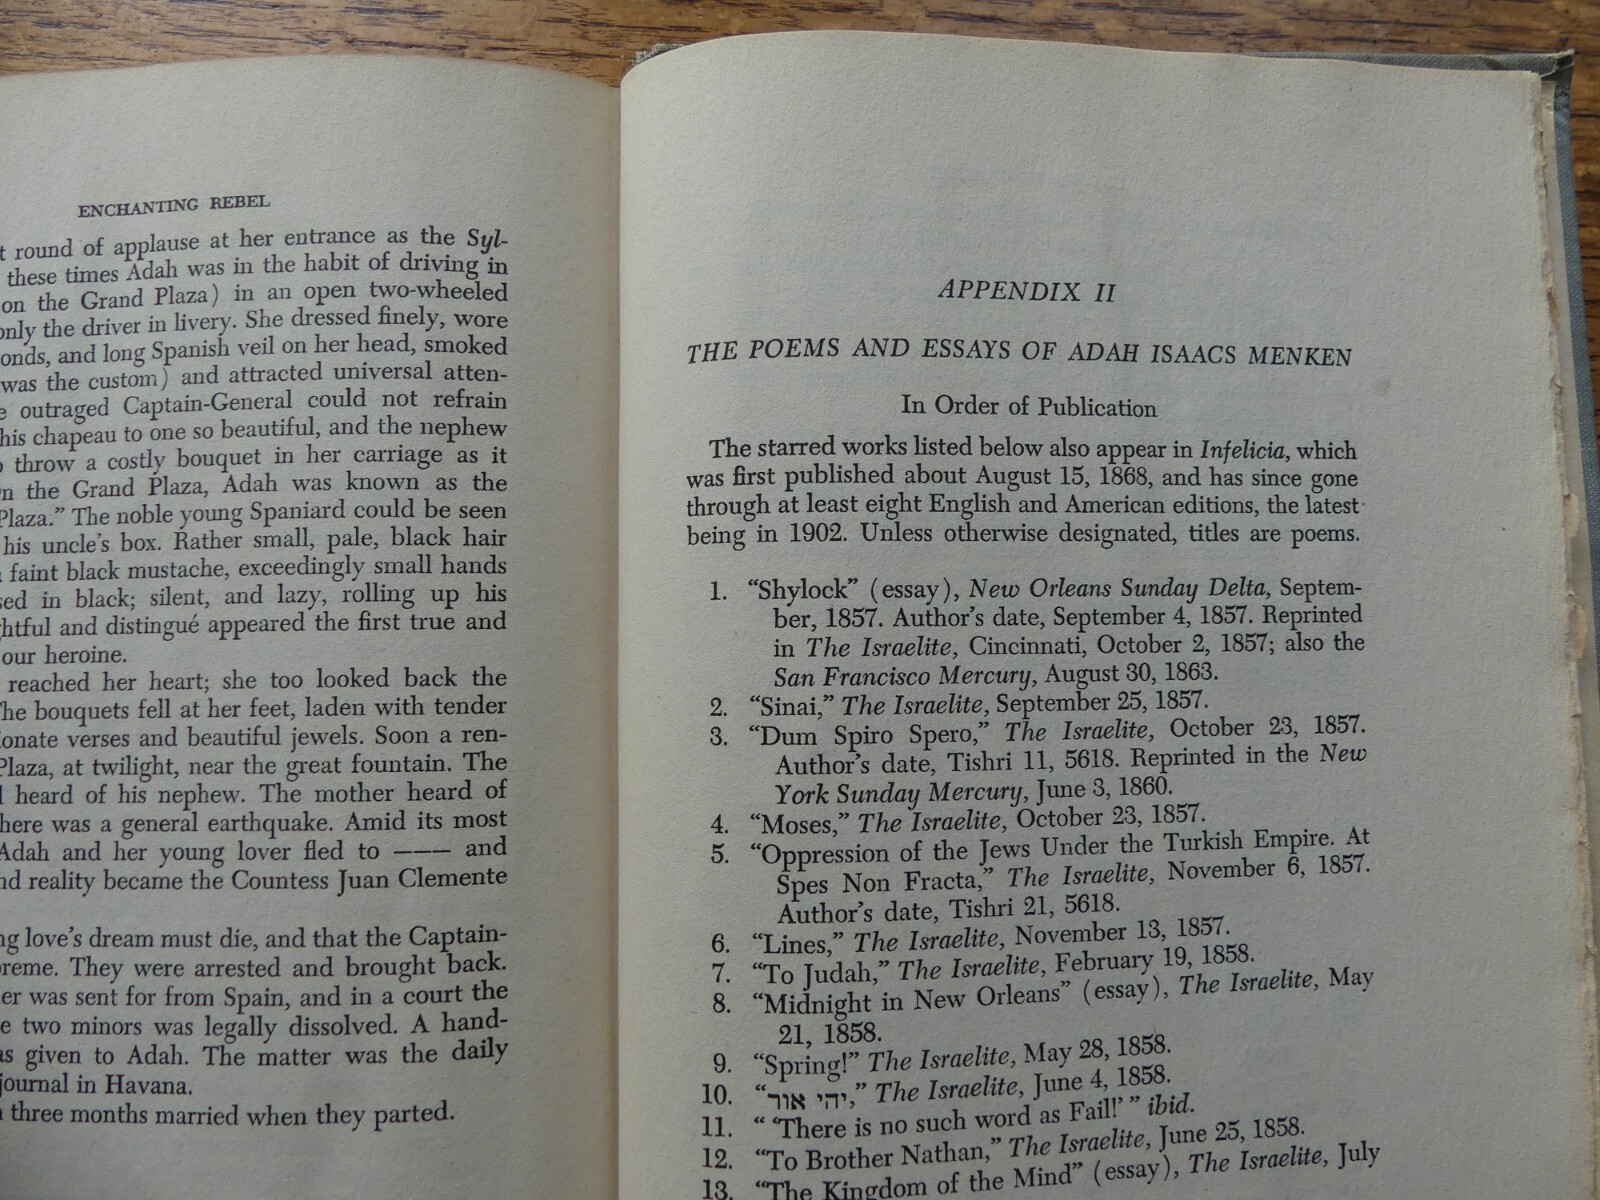 ENCHANTING REBEL
t round of applause at her entrance as the Syl-
these times Adah was in the habit of driving in
on the Grand Plaza) in an open two-wheeled
only the driver in livery. She dressed finely, wore
onds, and long Spanish veil on her head, smoked
was the custom) and attracted universal atten-
e outraged Captain-General could not refrain
his chapeau to one so beautiful, and the nephew
throw a costly bouquet in her carriage as it
n the Grand Plaza, Adah was known as the
Plaza.” The noble young Spaniard could be seen
his uncle’s box. Rather small, pale, black hair
faint black mustache, exceedingly small hands
sed in black; silent, and lazy, rolling up his
htful and distingué appeared the first true and
our heroine.
reached her heart; she too looked back the
The bouquets fell at her feet, laden with tender
ionate verses and beautiful jewels. Soon a ren-
Plaza, at twilight, near the great fountain. The
l heard of his nephew. The mother heard of
here was a general earthquake. Amid its most
Adah and her young lover fled to ——— and
nd reality became the Countess Juan Clemente
ng love’s dream must die, and that the Captain-
reme. They were arrested and brought back.
er was sent for from Spain, and in a court the
e two minors was legally dissolved. A hand-
as given to Adah. The matter was the daily
journal in Havana.
three months married when they parted.
APPENDIX II
THE POEMS AND ESSAYS OF ADAH ISAACS MENKEN
In Order of Publication
The starred works listed below also appear in Infelicia, which
was first published about August 15, 1868, and has since gone
through at least eight English and American editions, the latest
being in 1902. Unless otherwise designated, titles are poems.
1. “Shylock” (essay), New Orleans Sunday Delta, Septem-
ber, 1857. Author’s date, September 4, 1857. Reprinted
in The Israelite, Cincinnati, October 2, 1857; also the
San Francisco Mercury, August 30, 1863.
2. “Sinai,” The Israelite, September 25, 1857.
3. “Dum Spiro Spero,” The Israelite, October 23, 1857.
Author’s date, Tishri 11, 5618. Reprinted in the New
York Sunday Mercury, June 3, 1860.
4. “Moses,” The Israelite, October 23, 1857.
5. “Oppression of the Jews Under the Turkish Empire. At
Spes Non Fracta,” The Israelite, November 6, 1857.
Author’s date, Tishri 21, 5618.
6. “Lines,” The Israelite, November 13, 1857.
7. “To Judah,” The Israelite, February 19, 1858.
8. “Midnight in New Orleans” (essay), The Israelite, May
21, 1858.
9. “Spring!” The Israelite, May 28, 1858.
10. “יהי אור,” The Israelite, June 4, 1858.
11. “ ‘There is no such word as Fail!’ ” ibid.
12. “To Brother Nathan,” The Israelite, June 25, 1858.
13. “The Kingdom of the Mind” (essay), The Israelite, July